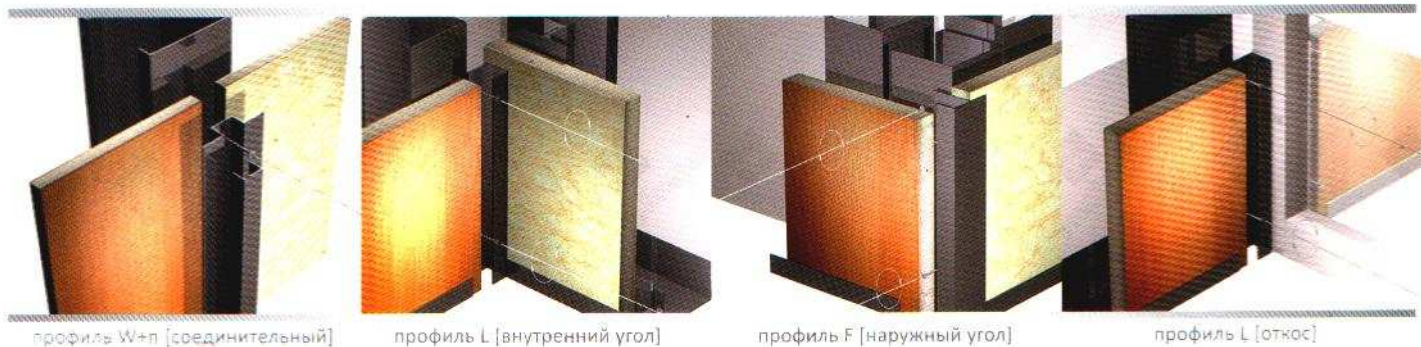 профиль W+п [соединительный]
профиль L [внутренний угол]
профиль F [наружный угол]
профиль L [откос]